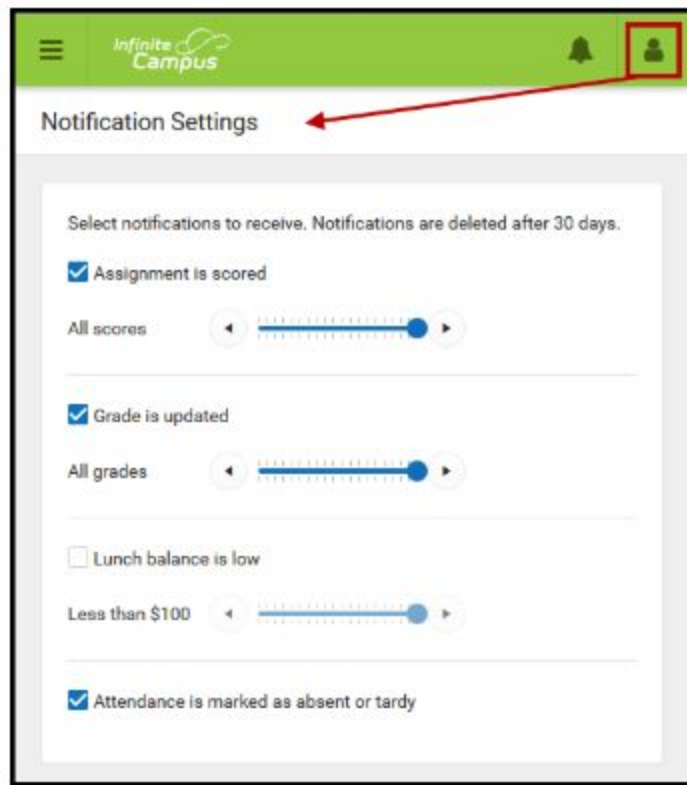 Infinite
Campus
Notification Settings
Select notifications to receive. Notifications are deleted after 30 days.
Assignment is scored
All scores
Grade is updated
All grades
Lunch balance is low
Less than $100
Attendance is marked as absent or tardy